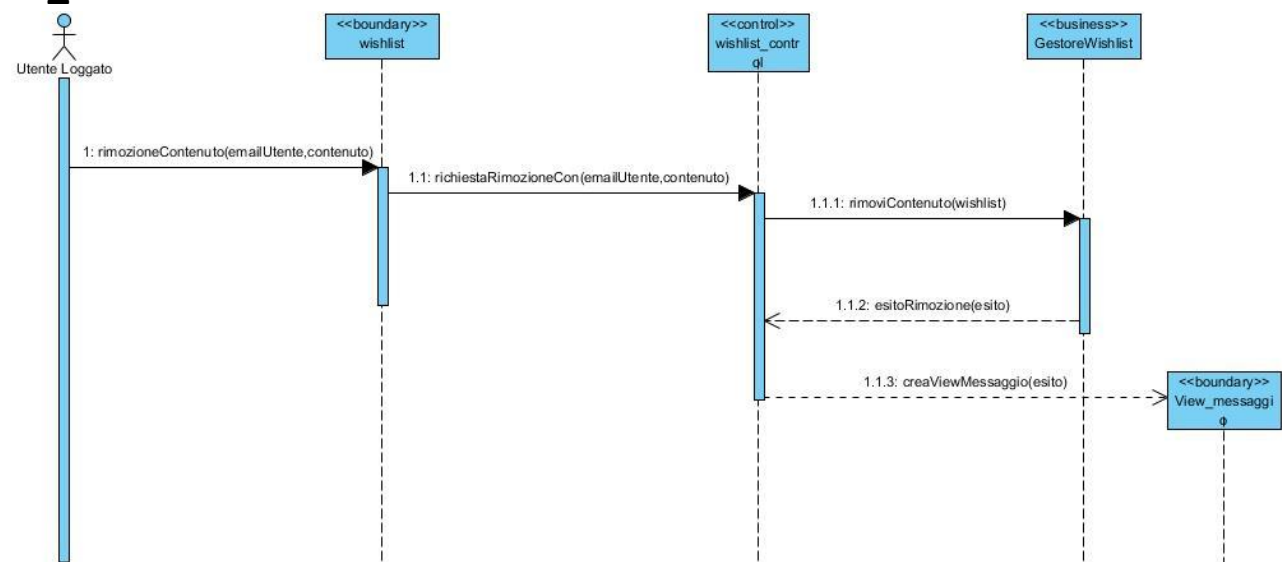 <<boundary>>
wishlist
<<control>>
wishlist_contr
ol
<<business>>
GestoreWishlist
Utente Loggato
1: rimozioneContenuto(emailUtente,contenuto)
1.1: richiestaRimozioneCon(emailUtente,contenuto)
1.1.1: rimoviContenuto(wishlist)
1.1.2: esitoRimozione(esito)
1.1.3: creaViewMessaggio(esito)
<<boundary>>
View_messaggi
o